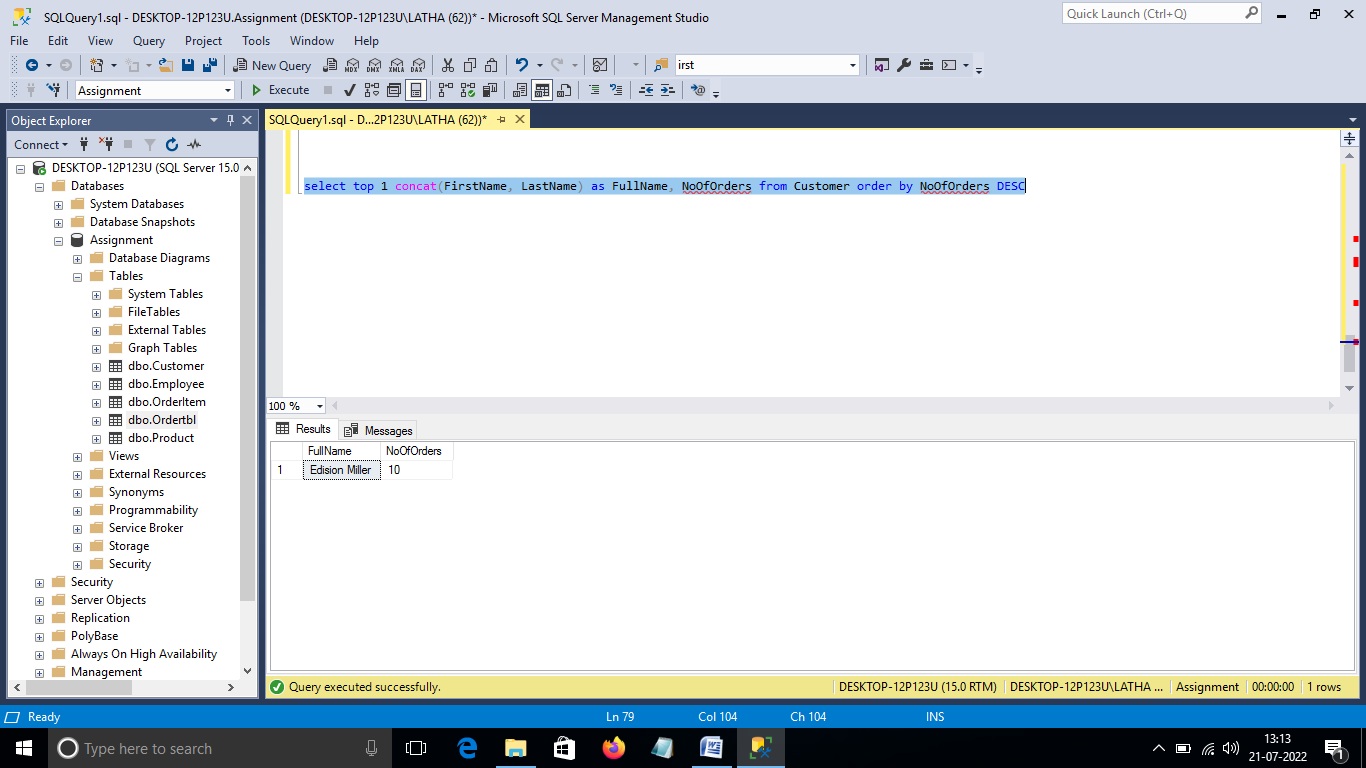 SQLQuery1.sql - DESKTOP-12P123U.Assignment (DESKTOP-12P123U\LATHA (62))* - Microsoft SQL Server Management Studio
Quick Launch (Ctrl+Q)
File Edit View Query Project Tools Window Help
New Query MDX DMX XMLA DAX irst
Assignment Execute
Object Explorer
SQLQuery1.sql - D...2P123U\LATHA (62))*
Connect
DESKTOP-12P123U (SQL Server 15.0
Databases
System Databases
Database Snapshots
Assignment
Database Diagrams
Tables
System Tables
FileTables
External Tables
Graph Tables
dbo.Customer
dbo.Employee
dbo.OrderItem
dbo.Ordertbl
dbo.Product
Views
External Resources
Synonyms
Programmability
Service Broker
Storage
Security
Security
Server Objects
Replication
PolyBase
Always On High Availability
Management
select top 1 concat(FirstName, LastName) as FullName, NoOfOrders from Customer order by NoOfOrders DESC
100 %
Results Messages
FullName NoOfOrders
1 Edision Miller 10
Query executed successfully. DESKTOP-12P123U (15.0 RTM) DESKTOP-12P123U\LATHA ... Assignment 00:00:00 1 rows
Ready Ln 79 Col 104 Ch 104 INS
Type here to search
13:13
21-07-2022
1